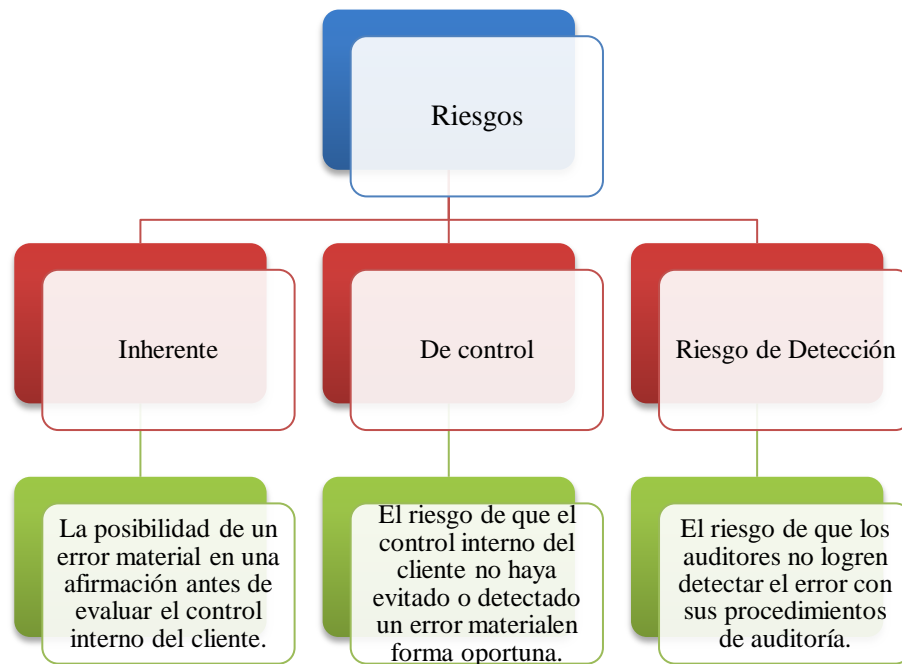 Riesgos
Inherente
De control
Riesgo de Detección
La posibilidad de un
error material en una
afirmación antes de
evaluar el control
interno del cliente.
El riesgo de que el
control interno del
cliente no haya
evitado o detectado
un error materialen
forma oportuna.
El riesgo de que los
auditores no logren
detectar el error con
sus procedimientos
de auditoría.